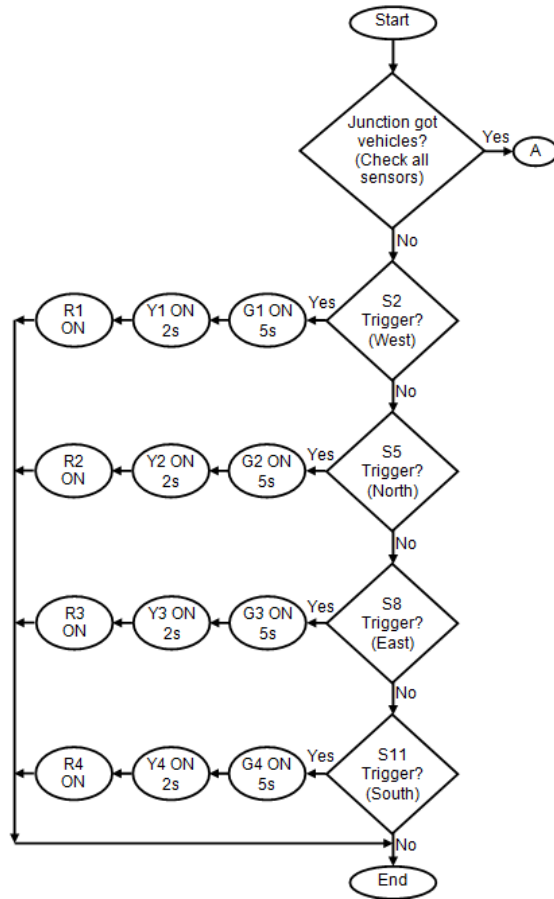 Start
Junction got
vehicles?
(Check all
sensors)
Yes
A
No
S2
Trigger?
(West)
Yes
G1 ON
5s
Y1 ON
2s
R1
ON
No
S5
Trigger?
(North)
Yes
G2 ON
5s
Y2 ON
2s
R2
ON
No
S8
Trigger?
(East)
Yes
G3 ON
5s
Y3 ON
2s
R3
ON
No
S11
Trigger?
(South)
Yes
G4 ON
5s
Y4 ON
2s
R4
ON
No
End